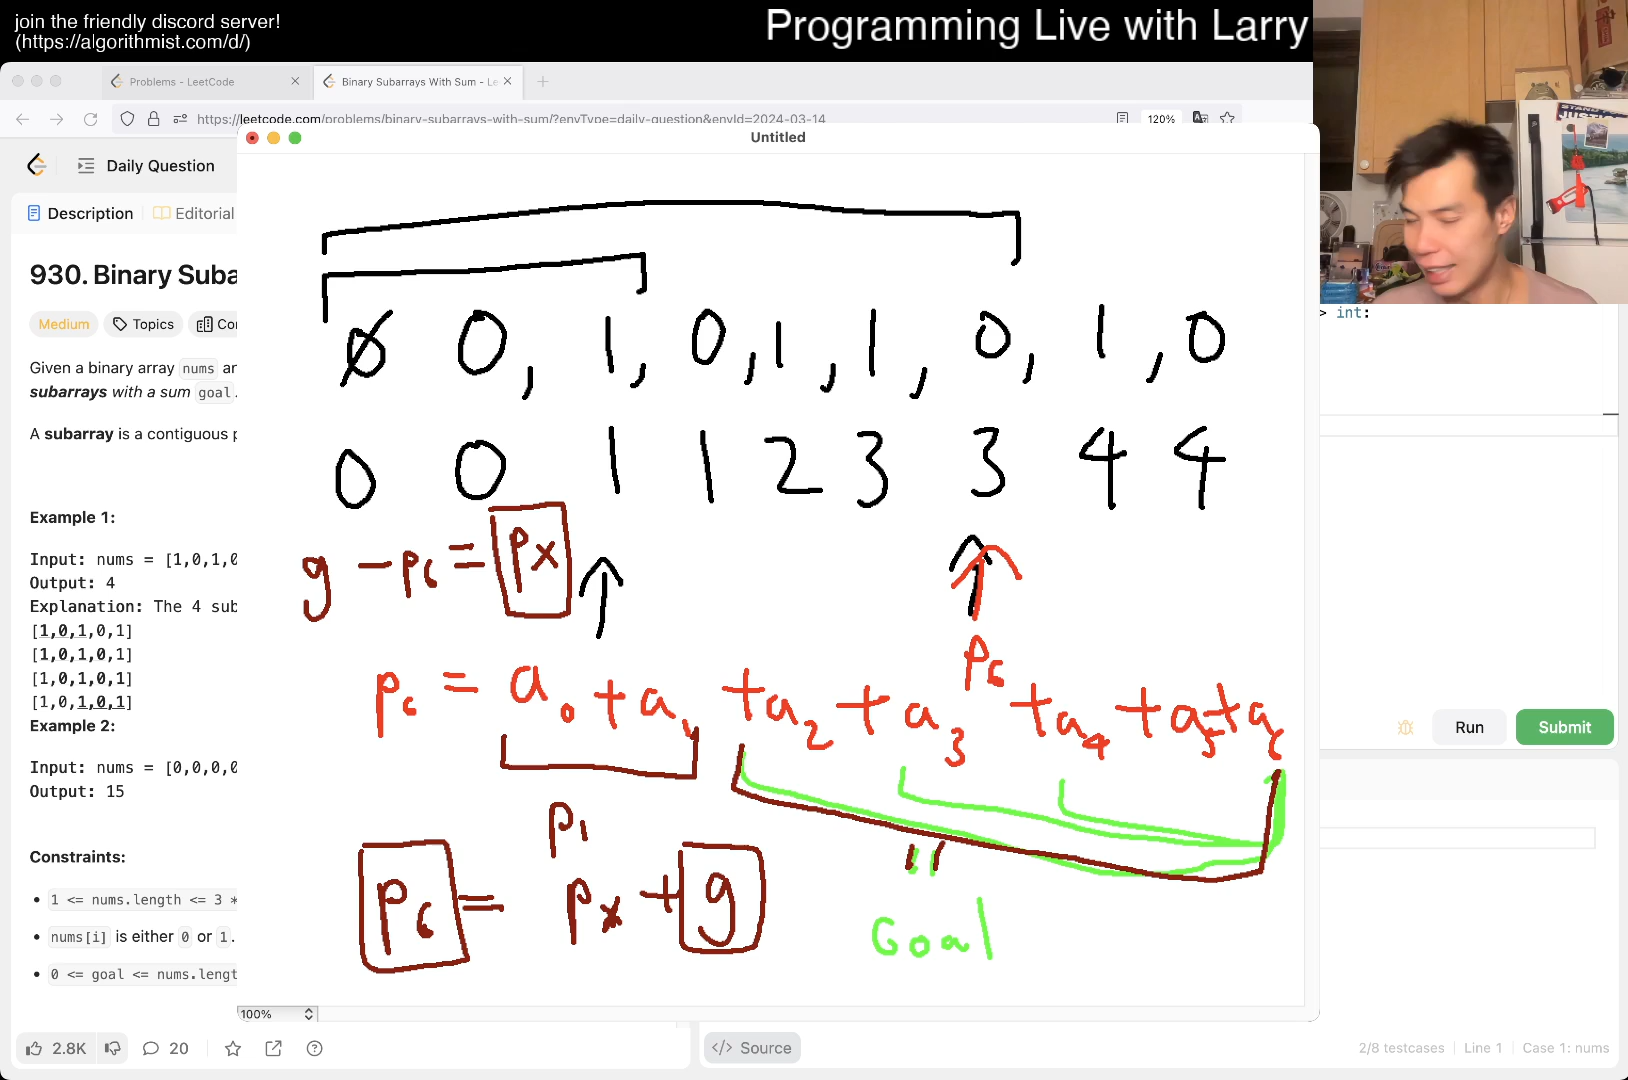 join the friendly discord server!
(https://algorithmist.com/d/)
Programming Live with Larry
Problems - LeetCode
Binary Subarrays With Sum - Le
https://leetcode.com/problems/binary-subarrays-with-sum/?envType=daily-question&envId=2024-03-14
120%
Untitled
Daily Question
Description
Editorial
930. Binary Suba
Medium
Topics
Co
Given a binary array nums an
subarrays with a sum goal.
A subarray is a contiguous p
Example 1:
Input: nums = [1,0,1,0
Output: 4
Explanation: The 4 sub
[1,0,1,0,1]
[1,0,1,0,1]
[1,0,1,0,1]
[1,0,1,0,1]
Example 2:
Input: nums = [0,0,0,0
Output: 15
Constraints:
• 1 <= nums.length <= 3 *
• nums[i] is either 0 or 1.
• 0 <= goal <= nums.lengt
0 0, 1, 0, 1, 1, 0, 1, 0
0 0 1 1 2 3 3 4 4
g - p6 = px
p6
p6 = a0 + a1 + a2 + a3 + a4 + a5 + a6
p1
p6 = px + g
Goal
100%
> int:
Run
Submit
2.8K
20
Source
2/8 testcases
Line 1
Case 1: nums